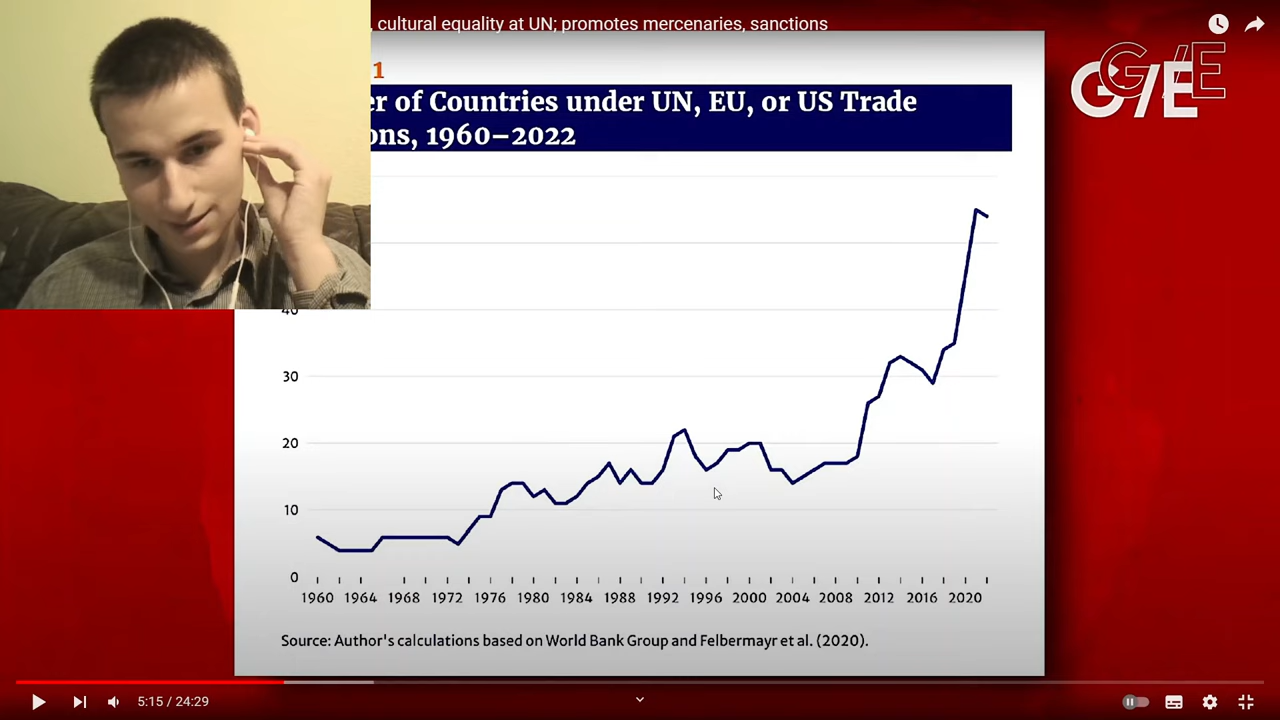 , cultural equality at UN; promotes mercenaries, sanctions
G/E
1
er of Countries under UN, EU, or US Trade
ons, 1960–2022
40
30
20
10
0
1960 1964 1968 1972 1976 1980 1984 1988 1992 1996 2000 2004 2008 2012 2016 2020
Source: Author's calculations based on World Bank Group and Felbermayr et al. (2020).
5:15 / 24:29